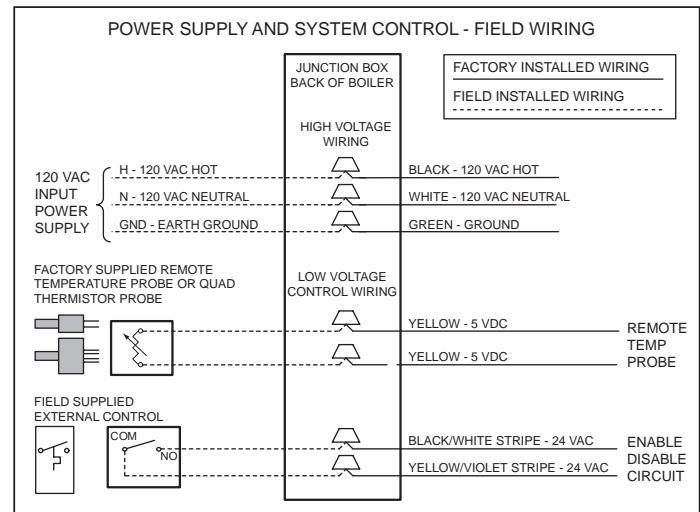 POWER SUPPLY AND SYSTEM CONTROL - FIELD WIRING
JUNCTION BOX
BACK OF BOILER
FACTORY INSTALLED WIRING
FIELD INSTALLED WIRING
HIGH VOLTAGE
WIRING
120 VAC
INPUT
POWER
SUPPLY
H - 120 VAC HOT
BLACK - 120 VAC HOT
N - 120 VAC NEUTRAL
WHITE - 120 VAC NEUTRAL
GND - EARTH GROUND
GREEN - GROUND
FACTORY SUPPLIED REMOTE
TEMPERATURE PROBE OR QUAD
THERMISTOR PROBE
LOW VOLTAGE
CONTROL WIRING
YELLOW - 5 VDC
YELLOW - 5 VDC
REMOTE
TEMP
PROBE
FIELD SUPPLIED
EXTERNAL CONTROL
COM
NO
BLACK/WHITE STRIPE - 24 VAC
YELLOW/VIOLET STRIPE - 24 VAC
ENABLE
DISABLE
CIRCUIT